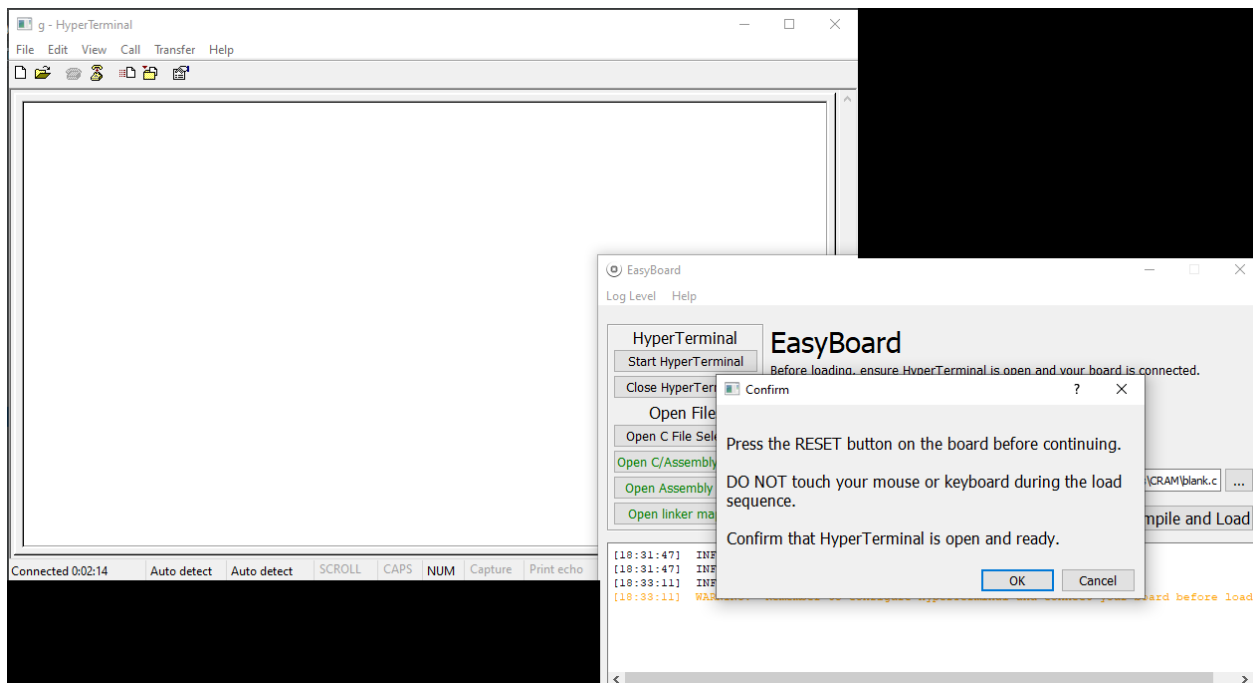 g - HyperTerminal
File Edit View Call Transfer Help
Connected 0:02:14 Auto detect Auto detect SCROLL CAPS NUM Capture Print echo
EasyBoard
Log Level Help
HyperTerminal
Start HyperTerminal
Close HyperTer
Open File
Open C File Sele
Open C/Assembly
Open Assembly
Open linker ma
EasyBoard
Before loading, ensure HyperTerminal is open and your board is connected.
\CRAM\blank.c ...
mpile and Load
Confirm ?
Press the RESET button on the board before continuing.
DO NOT touch your mouse or keyboard during the load
sequence.
Confirm that HyperTerminal is open and ready.
OK Cancel
[18:31:47] INF
[18:31:47] INF
[18:33:11] INF
[18:33:11] WAR board before load